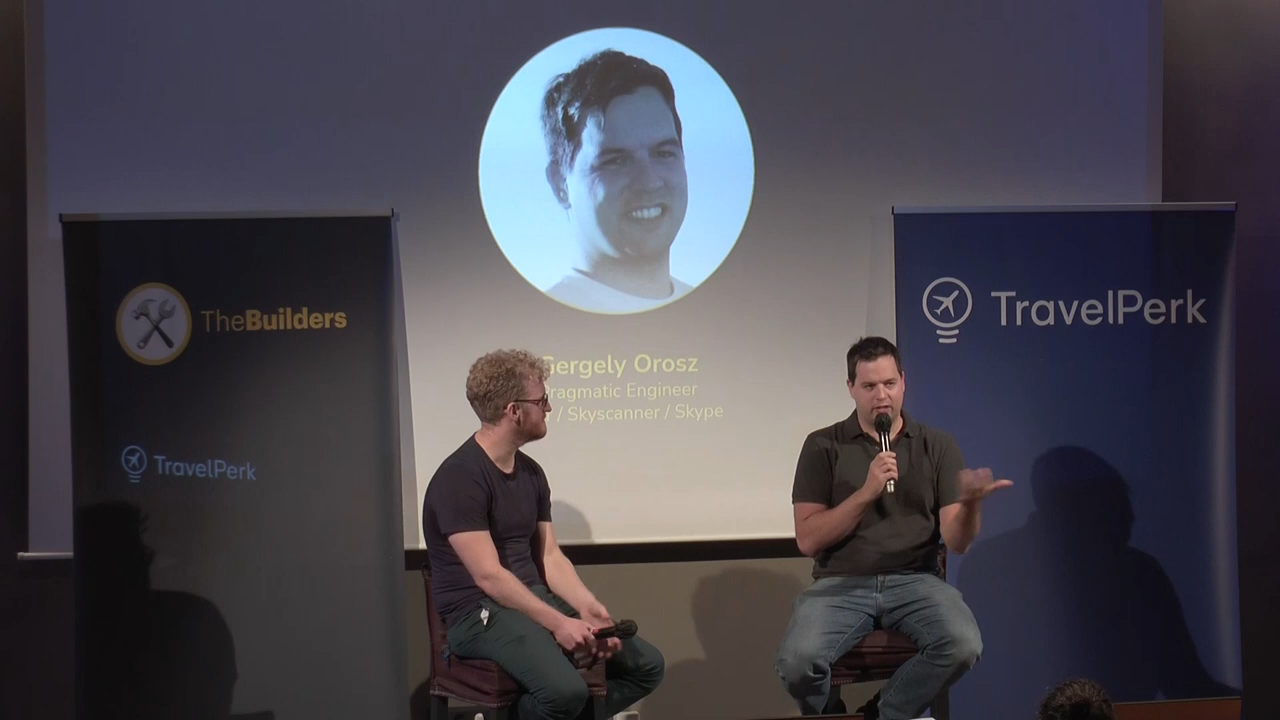 TheBuilders
TravelPerk
Gergely Orosz
Pragmatic Engineer
/ Skyscanner / Skype
TravelPerk